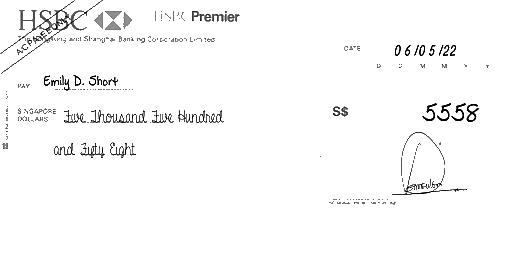 HSBC HSBC Premier
The Hongkong and Shanghai Banking Corporation Limited
A/C PAYEE ONLY
DATE 06/05/22
D D M M Y Y
PAY Emily D. Short
SINGAPORE DOLLARS Five Thousand Five Hundred
and Fifty Eight
S$ 5558